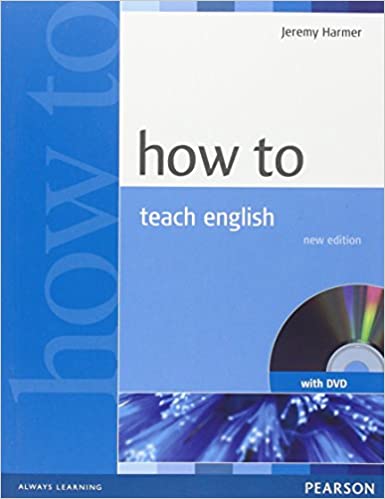 Jeremy Harmer
how to
how to
teach english
new edition
with DVD
ALWAYS LEARNING
PEARSON